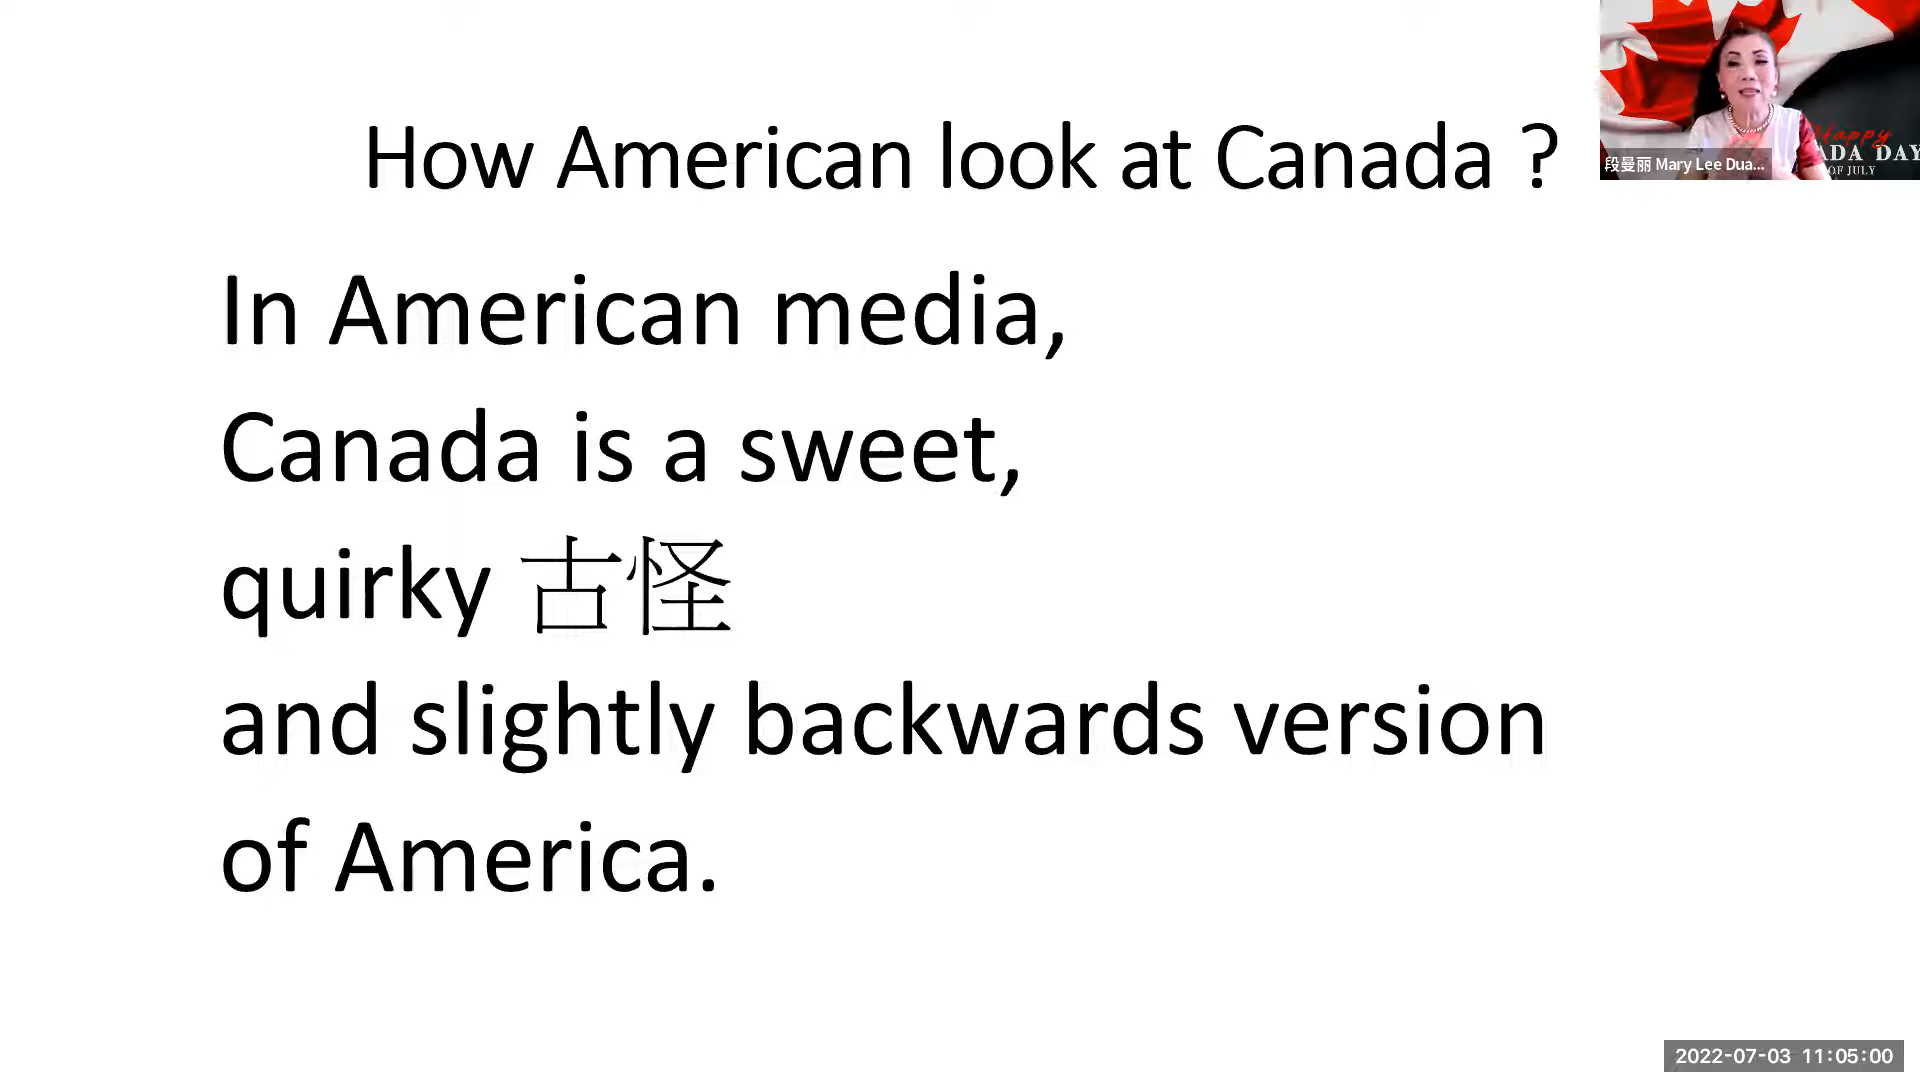 How American look at Canada ?
In American media,
Canada is a sweet,
quirky 古怪
and slightly backwards version
of America.
Happy
ADA DAY
OF JULY
段曼丽 Mary Lee Dua...
2022-07-03 11:05:00